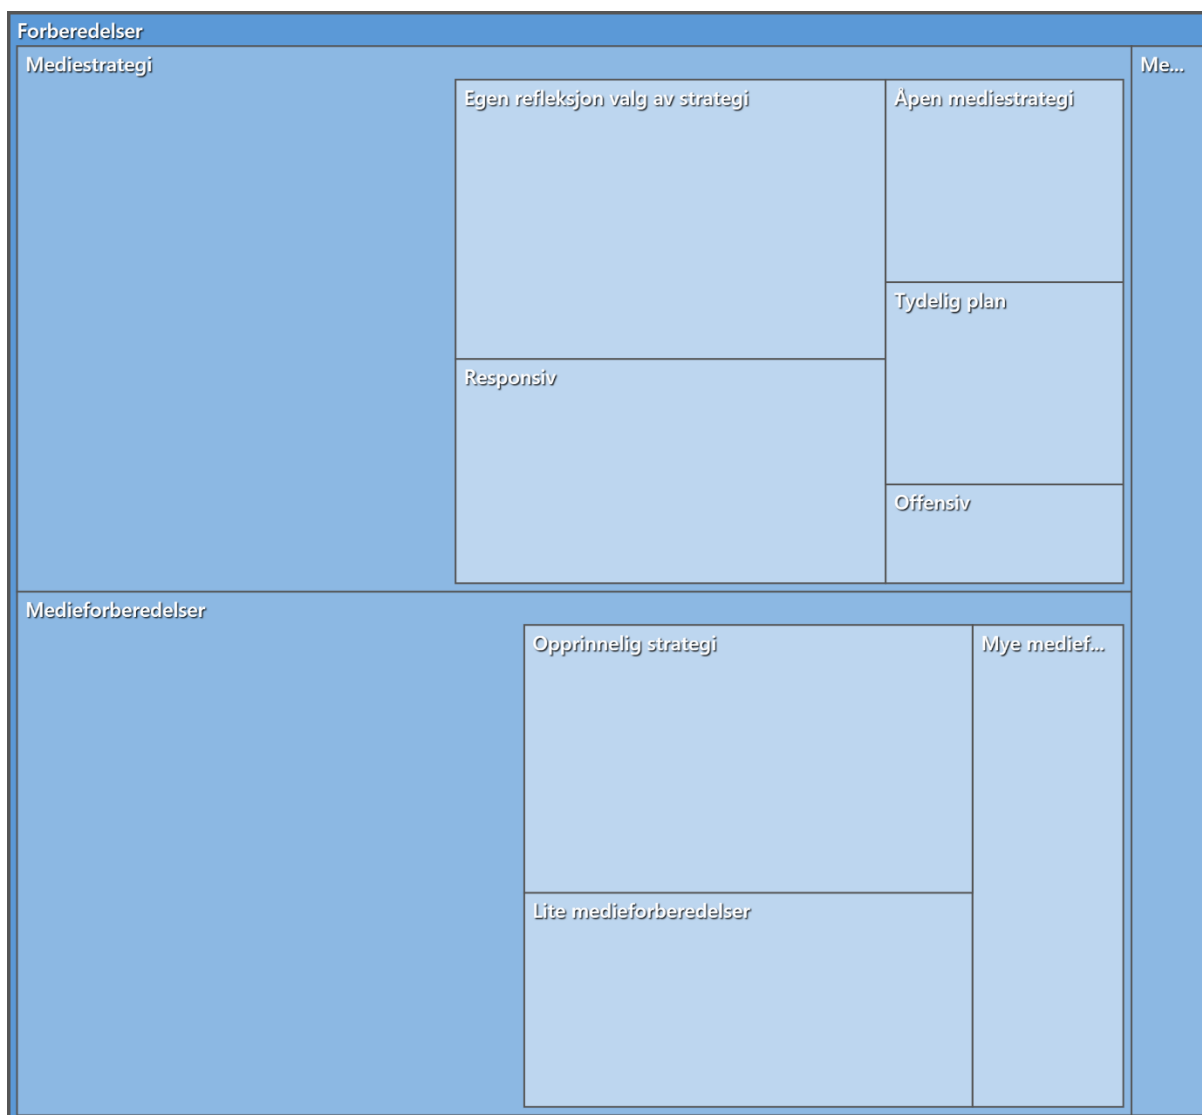 Forberedelser
Mediestrategi
Me...
Egen refleksjon valg av strategi
Åpen mediestrategi
Tydelig plan
Responsiv
Offensiv
Medieforberedelser
Opprinnelig strategi
Mye medief...
Lite medieforberedelser